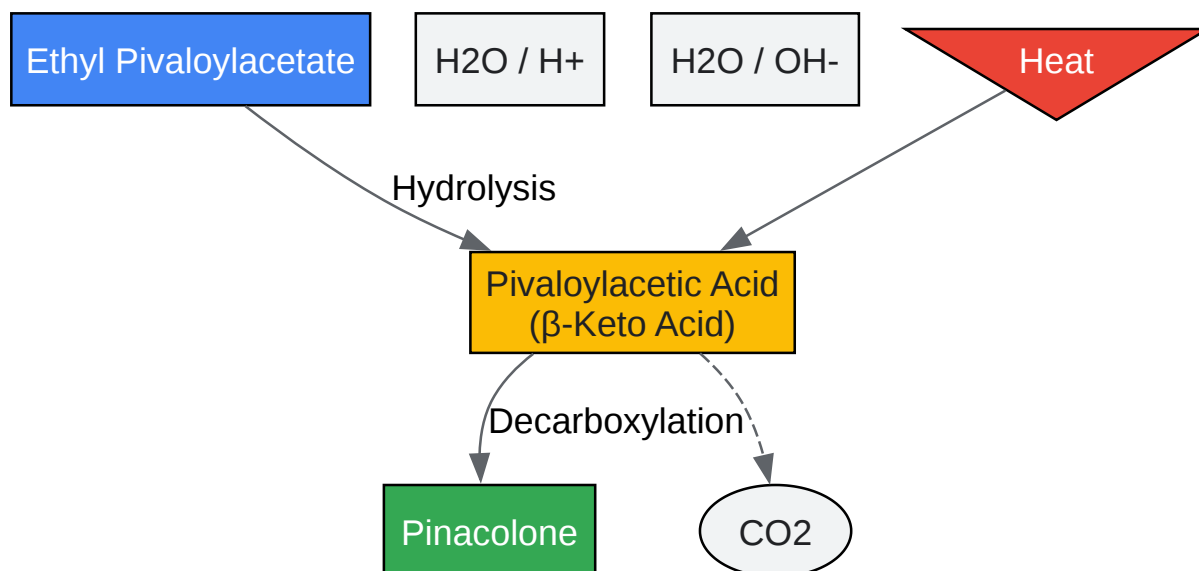 Ethyl Pivaloylacetate
H2O / H+
H2O / OH-
Heat
Hydrolysis
Pivaloylacetic Acid
(β-Keto Acid)
Decarboxylation
Pinacolone
CO2